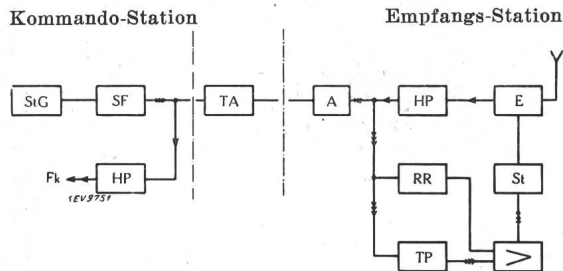 Kommando-Station Empfangs-Station
StG SF TA A HP E
Fk HP RR St
SEV9751
TP